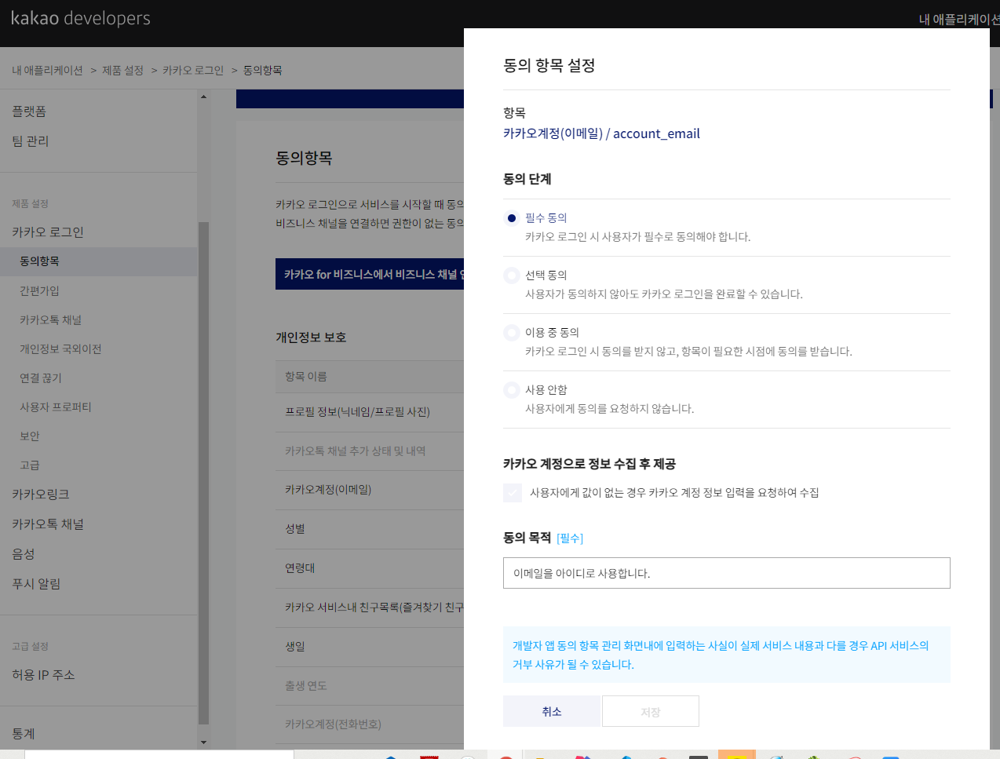 kakao developers
내 애플리케이션
내 애플리케이션 > 제품 설정 > 카카오 로그인 > 동의항목
플랫폼
팀 관리
제품 설정
카카오 로그인
동의항목
간편가입
카카오톡 채널
개인정보 국외이전
연결 끊기
사용자 프로퍼티
보안
고급
카카오링크
카카오톡 채널
음성
푸시 알림
고급 설정
허용 IP 주소
통계
동의항목
카카오 로그인으로 서비스를 시작할 때 동의
비즈니스 채널을 연결하면 권한이 없는 동의
카카오 for 비즈니스에서 비즈니스 채널
개인정보 보호
항목 이름
프로필 정보(닉네임/프로필 사진)
카카오톡 채널 추가 상태 및 내역
카카오계정(이메일)
성별
연령대
카카오 서비스내 친구목록(즐겨찾기 친구
생일
출생 연도
카카오계정(전화번호)
동의 항목 설정
항목
카카오계정(이메일) / account_email
동의 단계
필수 동의
카카오 로그인 시 사용자가 필수로 동의해야 합니다.
선택 동의
사용자가 동의하지 않아도 카카오 로그인을 완료할 수 있습니다.
이용 중 동의
카카오 로그인 시 동의를 받지 않고, 항목이 필요한 시점에 동의를 받습니다.
사용 안함
사용자에게 동의를 요청하지 않습니다.
카카오 계정으로 정보 수집 후 제공
사용자에게 값이 없는 경우 카카오 계정 정보 입력을 요청하여 수집
동의 목적 [필수]
이메일을 아이디로 사용합니다.
개발자 앱 동의 항목 관리 화면내에 입력하는 사실이 실제 서비스 내용과 다를 경우 API 서비스의
거부 사유가 될 수 있습니다.
취소
저장